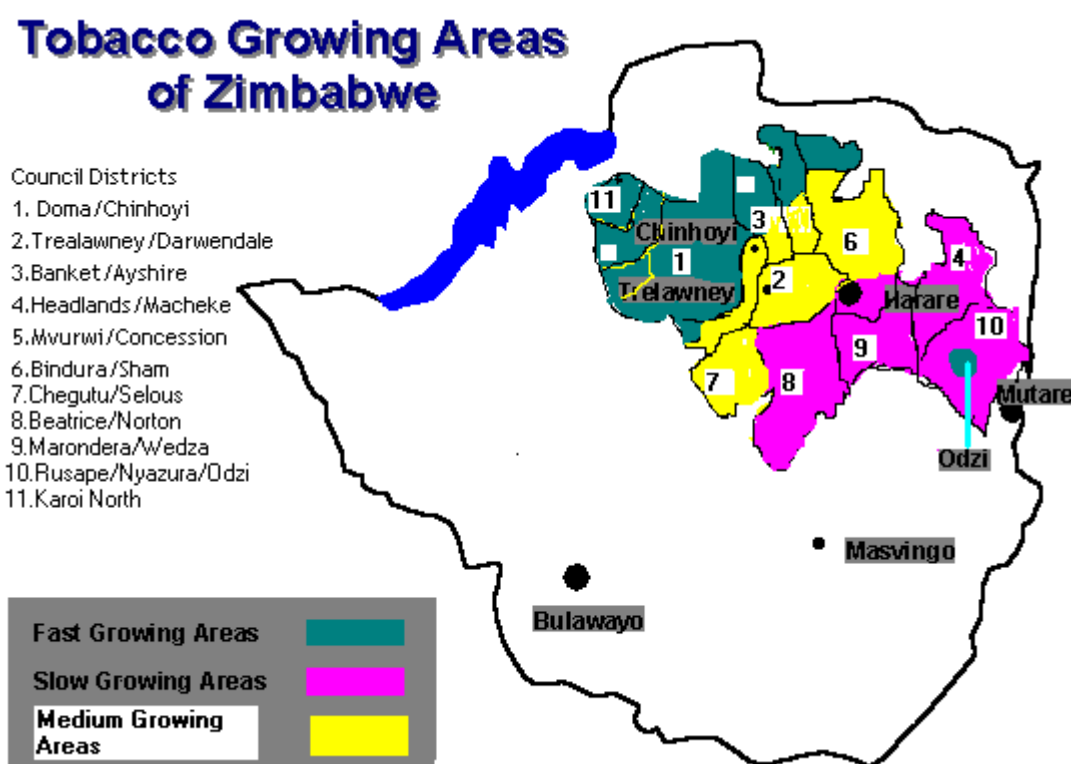 Tobacco Growing Areas
of Zimbabwe
Council Districts
1. Doma/Chinhoyi
2.Trealawney/Darwendale
3.Banket/Ayshire
4.Headlands/Macheke
5.Mvurwi/Concession
6.Bindura/Sham
7.Chegutu/Selous
8.Beatrice/Norton
9.Marondera/Wedza
10.Rusape/Nyazura/Odzi
11.Karoi North
11
3
Chinhoyi
6
4
1
2
Trelawney
Harare
10
9
7
8
Mutare
Odzi
Masvingo
Bulawayo
Fast Growing Areas
Slow Growing Areas
Medium Growing
Areas